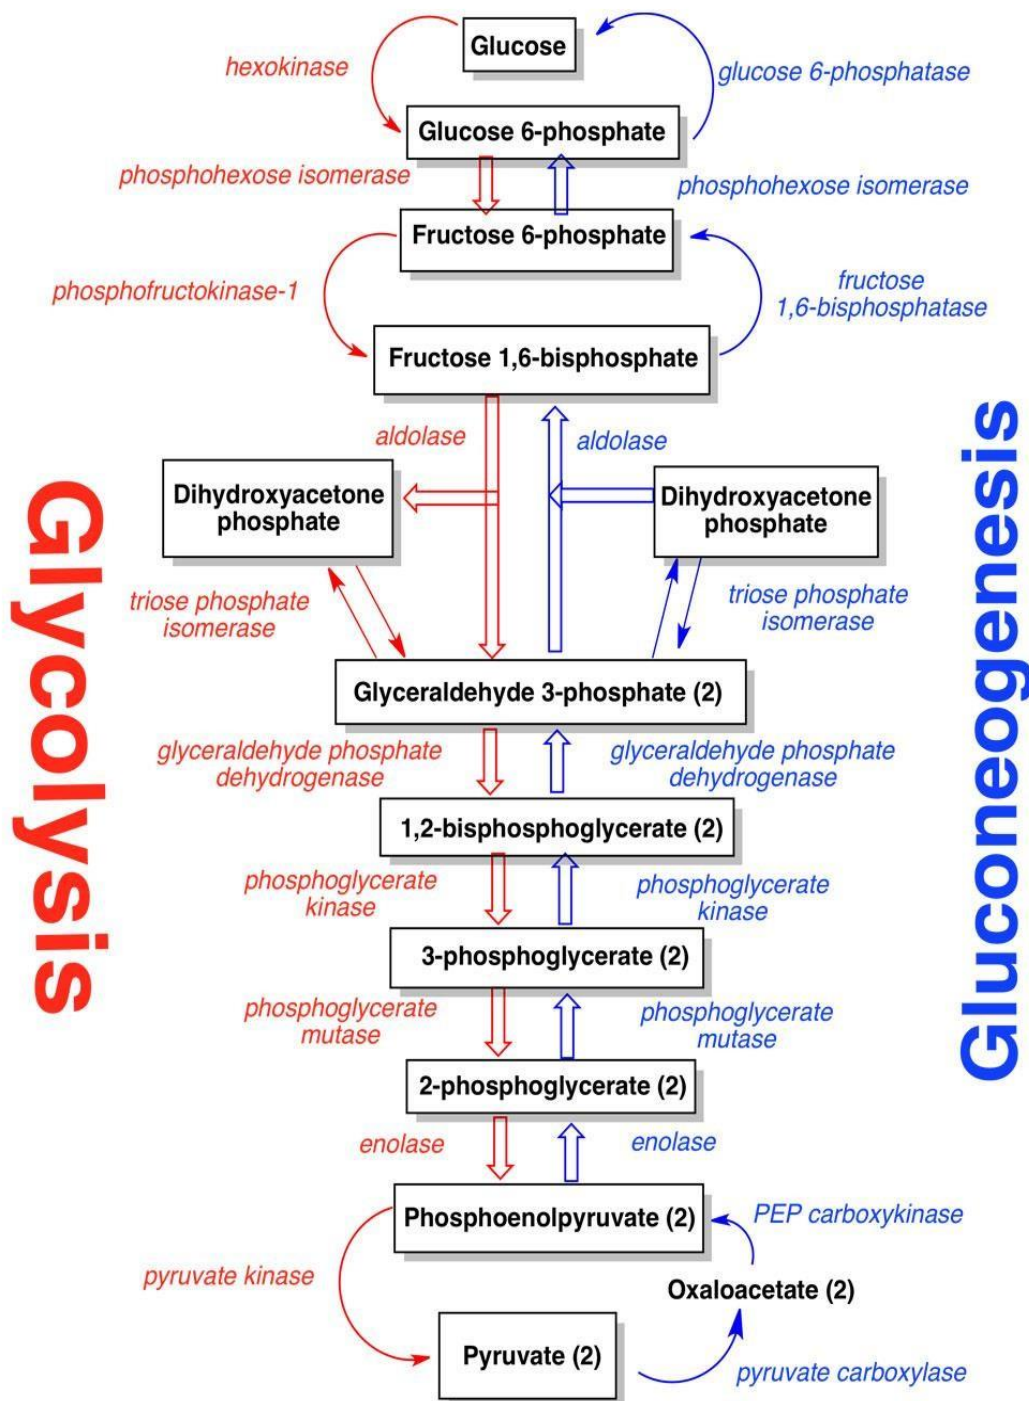 Glucose
hexokinase
glucose 6-phosphatase
Glucose 6-phosphate
phosphohexose isomerase
phosphohexose isomerase
Fructose 6-phosphate
phosphofructokinase-1
fructose
1,6-bisphosphatase
Fructose 1,6-bisphosphate
aldolase
aldolase
Dihydroxyacetone
phosphate
Dihydroxyacetone
phosphate
triose phosphate
isomerase
triose phosphate
isomerase
Glycolysis
Gluconeogenesis
Glyceraldehyde 3-phosphate (2)
glyceraldehyde phosphate
dehydrogenase
glyceraldehyde phosphate
dehydrogenase
1,2-bisphosphoglycerate (2)
phosphoglycerate
kinase
phosphoglycerate
kinase
3-phosphoglycerate (2)
phosphoglycerate
mutase
phosphoglycerate
mutase
2-phosphoglycerate (2)
enolase
enolase
Phosphoenolpyruvate (2)
PEP carboxykinase
pyruvate kinase
Oxaloacetate (2)
Pyruvate (2)
pyruvate carboxylase